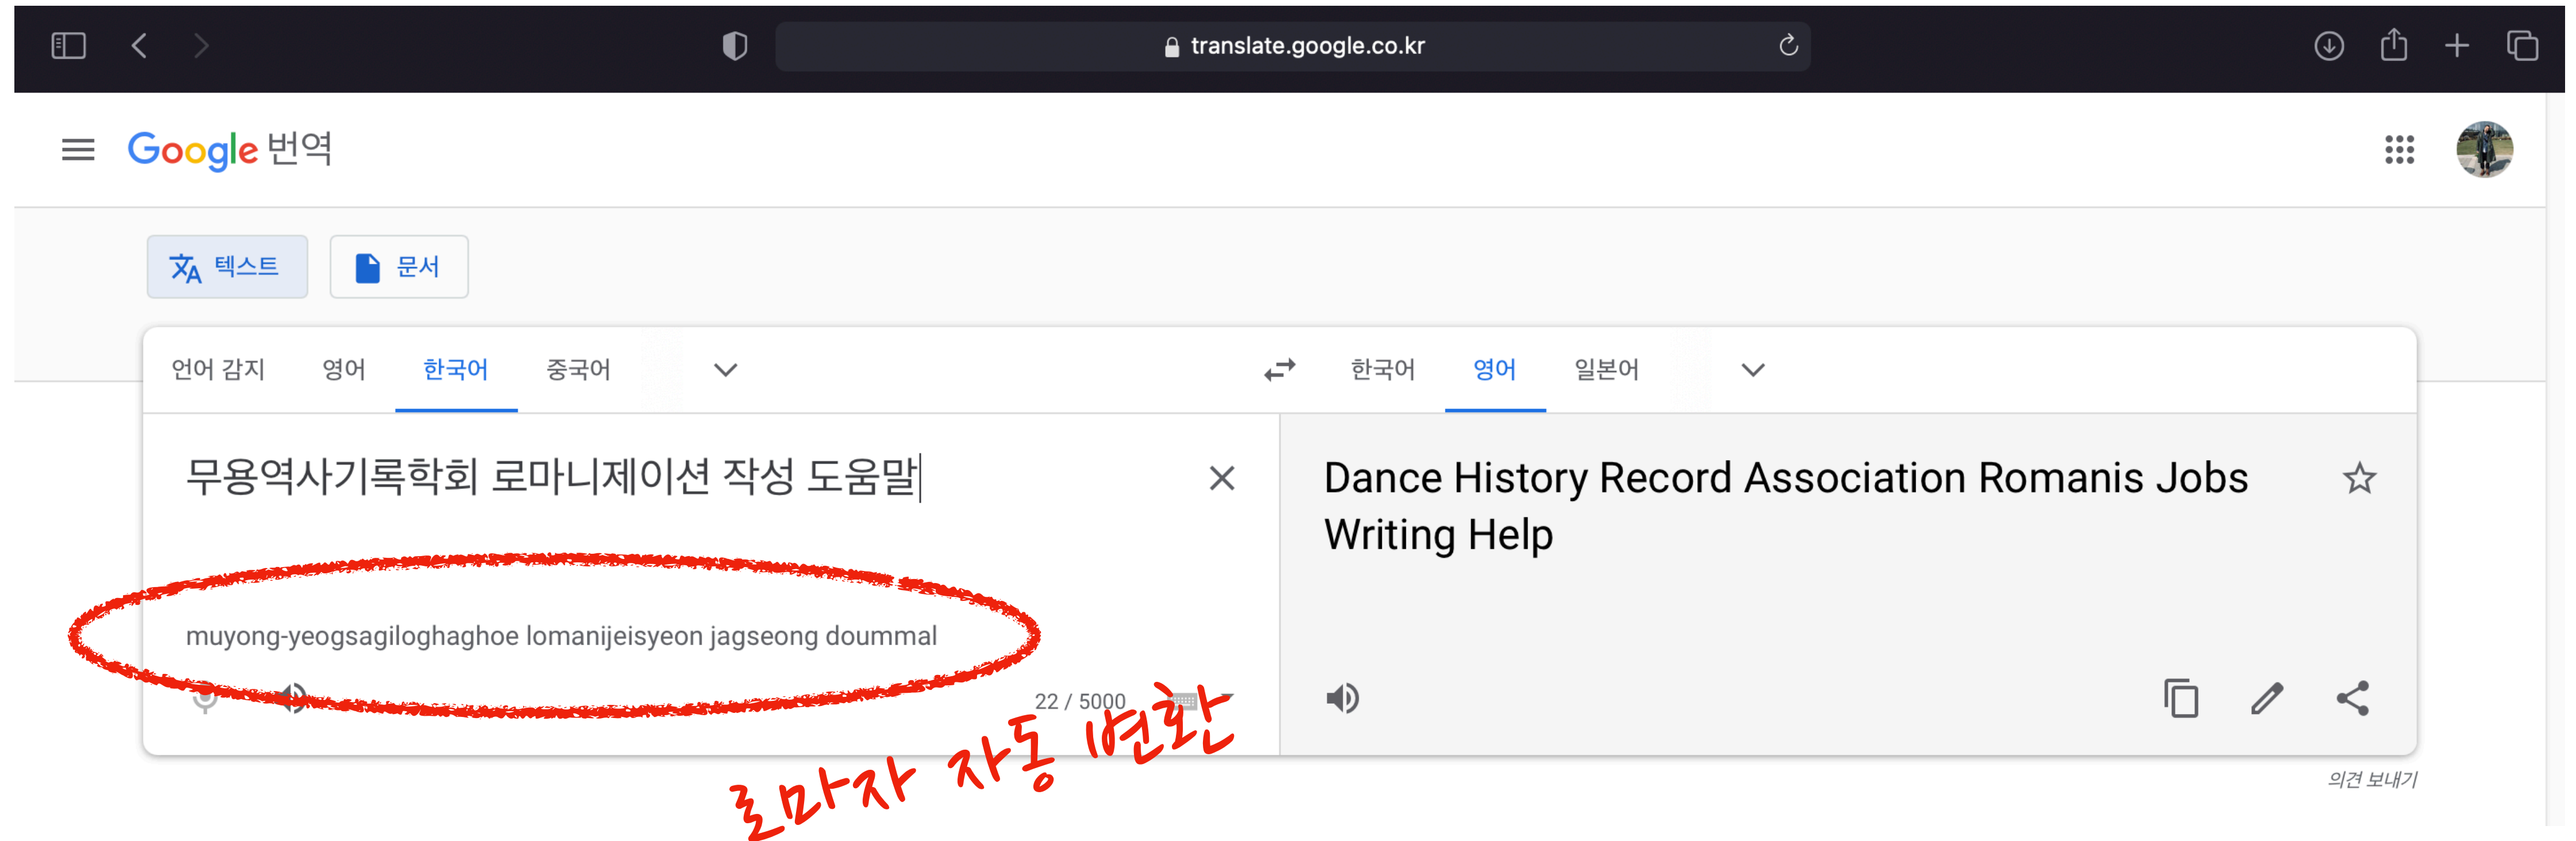 translate.google.co.kr
Google 번역
텍스트 문서
언어 감지 영어 한국어 중국어 한국어 영어 일본어
무용역사기록학회 로마니제이션 작성 도움말
Dance History Record Association Romanis Jobs
Writing Help
muyong-yeogsagiloghaghoe lomanijeisyeon jagseong doummal
22 / 5000
로마자 자동 변환
의견 보내기